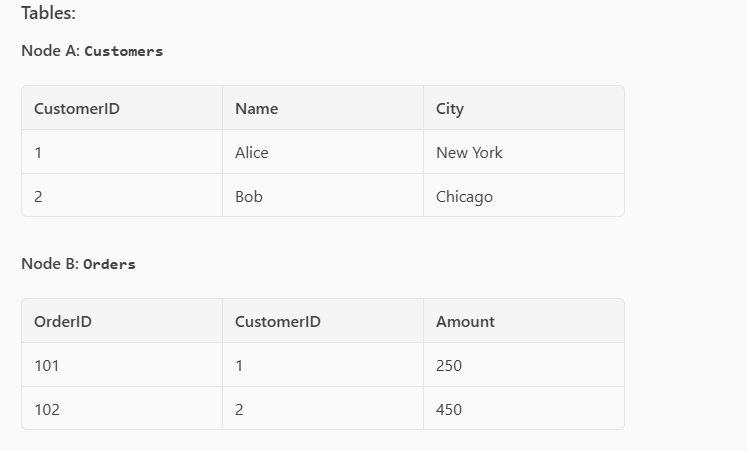 Tables:
Node A: Customers
CustomerID Name City
1 Alice New York
2 Bob Chicago
Node B: Orders
OrderID CustomerID Amount
101 1 250
102 2 450